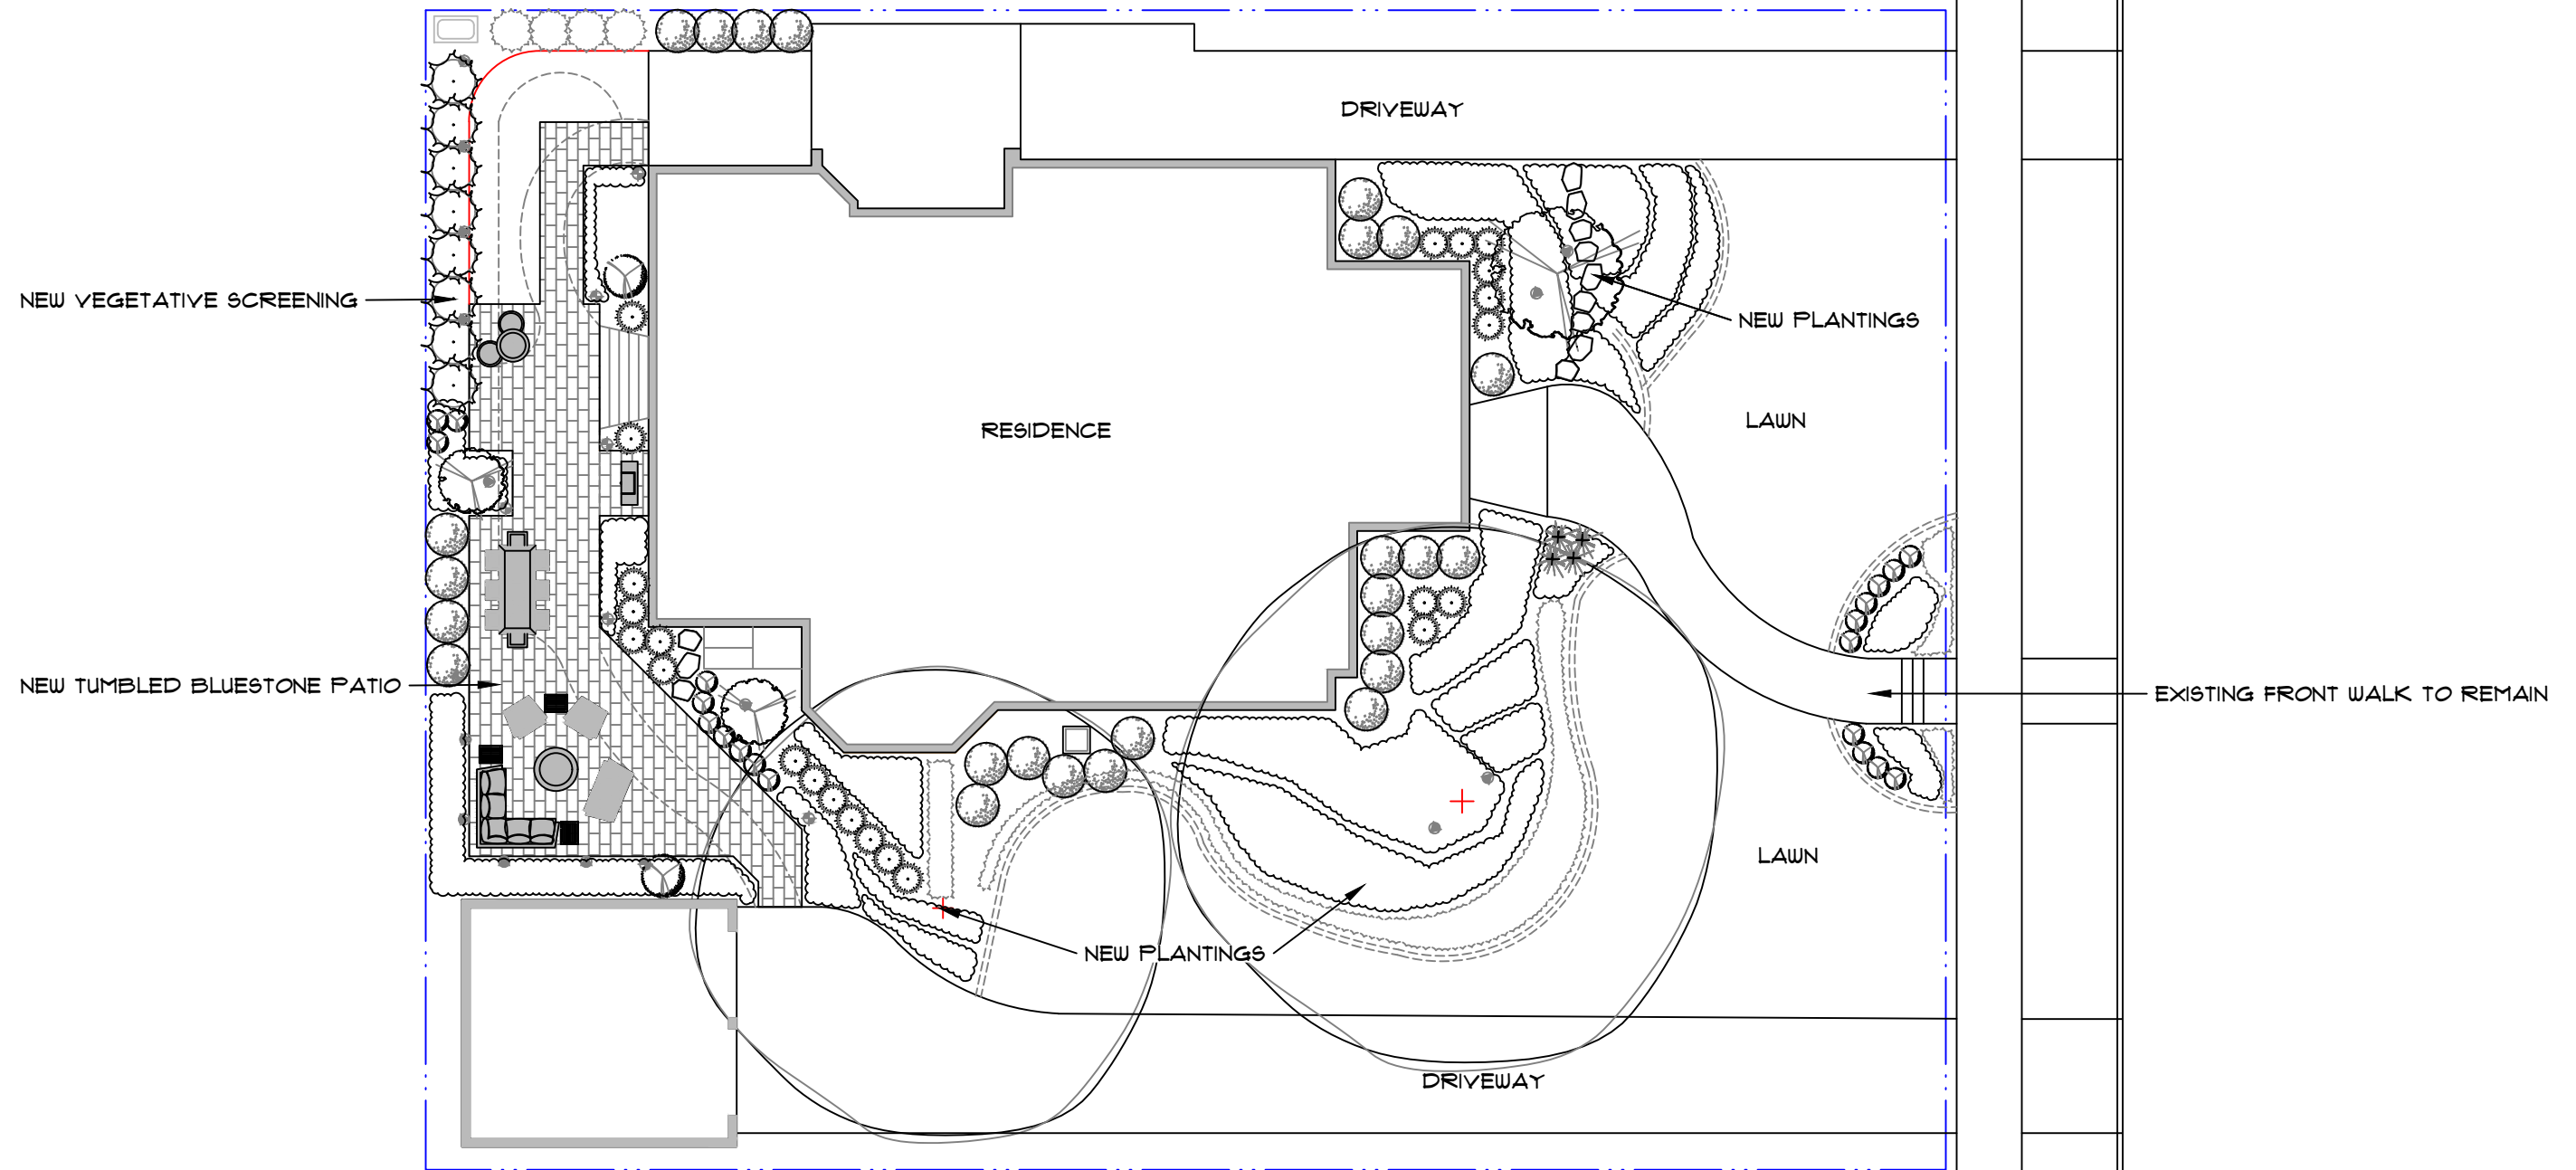 DRIVEWAY
NEW VEGETATIVE SCREENING
NEW PLANTINGS
LAWN
RESIDENCE
NEW TUMBLED BLUESTONE PATIO
EXISTING FRONT WALK TO REMAIN
LAWN
NEW PLANTINGS
DRIVEWAY